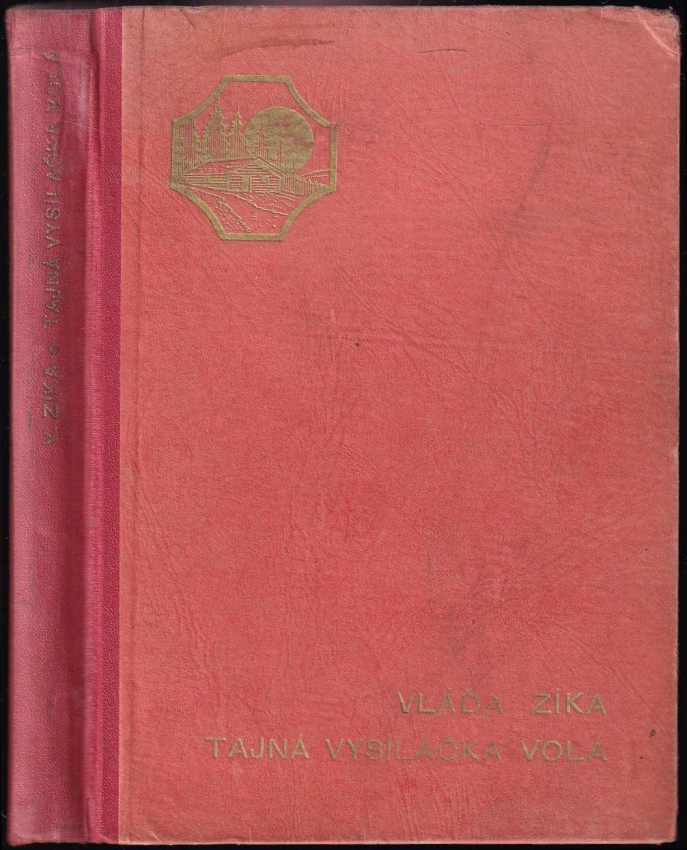 V. ZÍKA • TAJNÁ VYSÍLAČKA VOLÁ
VLÁĎA ZÍKA
TAJNÁ VYSÍLAČKA VOLÁ